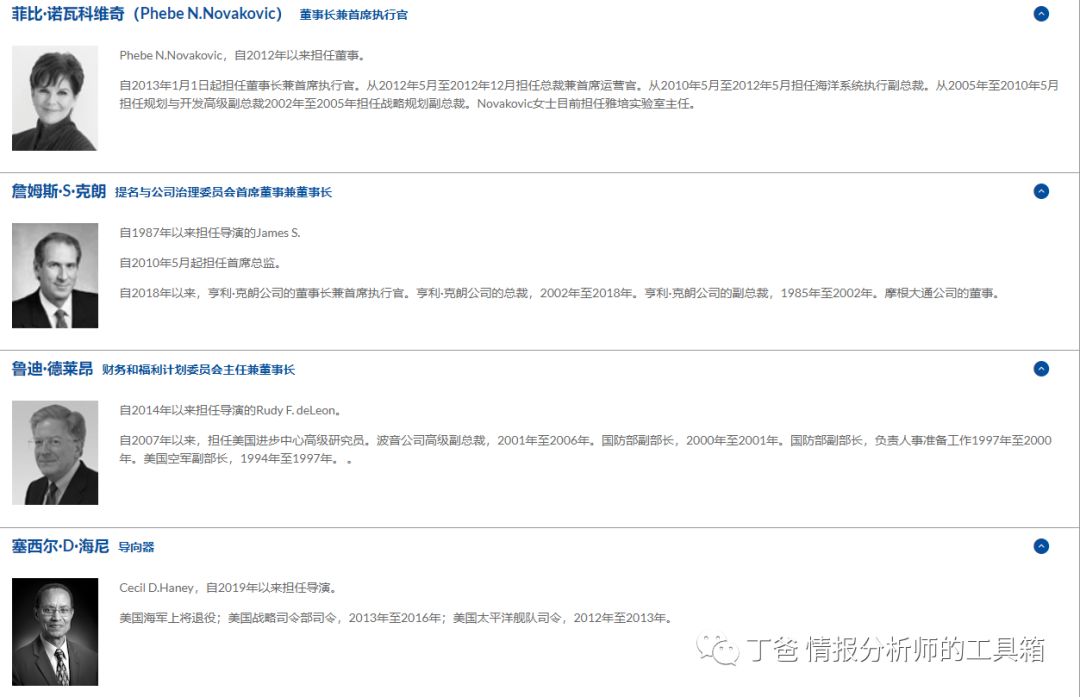 菲比·诺瓦科维奇（Phebe N.Novakovic） 董事长兼首席执行官
Phebe N.Novakovic，自2012年以来担任董事。
自2013年1月1日起担任董事长兼首席执行官。从2012年5月至2012年12月担任总裁兼首席运营官。从2010年5月至2012年5月担任海洋系统执行副总裁。从2005年至2010年5月
担任规划与开发高级副总裁2002年至2005年担任战略规划副总裁。Novakovic女士目前担任雅培实验室主任。
詹姆斯·S·克朗 提名与公司治理委员会首席董事兼董事长
自1987年以来担任导演的James S.
自2010年5月起担任首席总监。
自2018年以来，亨利·克朗公司的董事长兼首席执行官。亨利·克朗公司的总裁，2002年至2018年。亨利·克朗公司的副总裁，1985年至2002年。摩根大通公司的董事。
鲁迪·德莱昂 财务和福利计划委员会主任兼董事长
自2014年以来担任导演的Rudy F. deLeon。
自2007年以来，担任美国进步中心高级研究员。波音公司高级副总裁，2001年至2006年。国防部副部长，2000年至2001年。国防部副部长，负责人事准备工作1997年至2000
年。美国空军副部长，1994年至1997年。 。
塞西尔·D·海尼 导向器
Cecil D.Haney，自2019年以来担任导演。
美国海军上将退役；美国战略司令部司令，2013年至2016年；美国太平洋舰队司令，2012年至2013年。
丁爸 情报分析师的工具箱